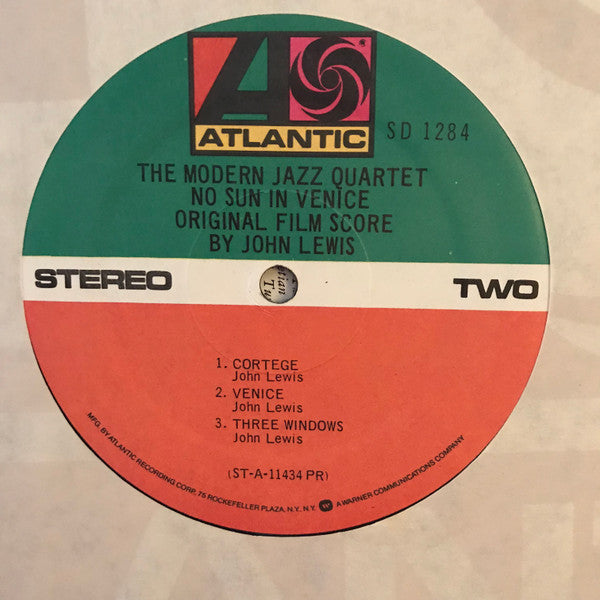 ATLANTIC
SD 1284
THE MODERN JAZZ QUARTET
NO SUN IN VENICE
ORIGINAL FILM SCORE
BY JOHN LEWIS
STEREO
TWO
1. CORTEGE
John Lewis
2. VENICE
John Lewis
3. THREE WINDOWS
John Lewis
(ST-A-11434 PR)
MFG. BY ATLANTIC RECORDING CORP. 75 ROCKEFELLER PLAZA, N.Y. N.Y. A WARNER COMMUNICATIONS COMPANY